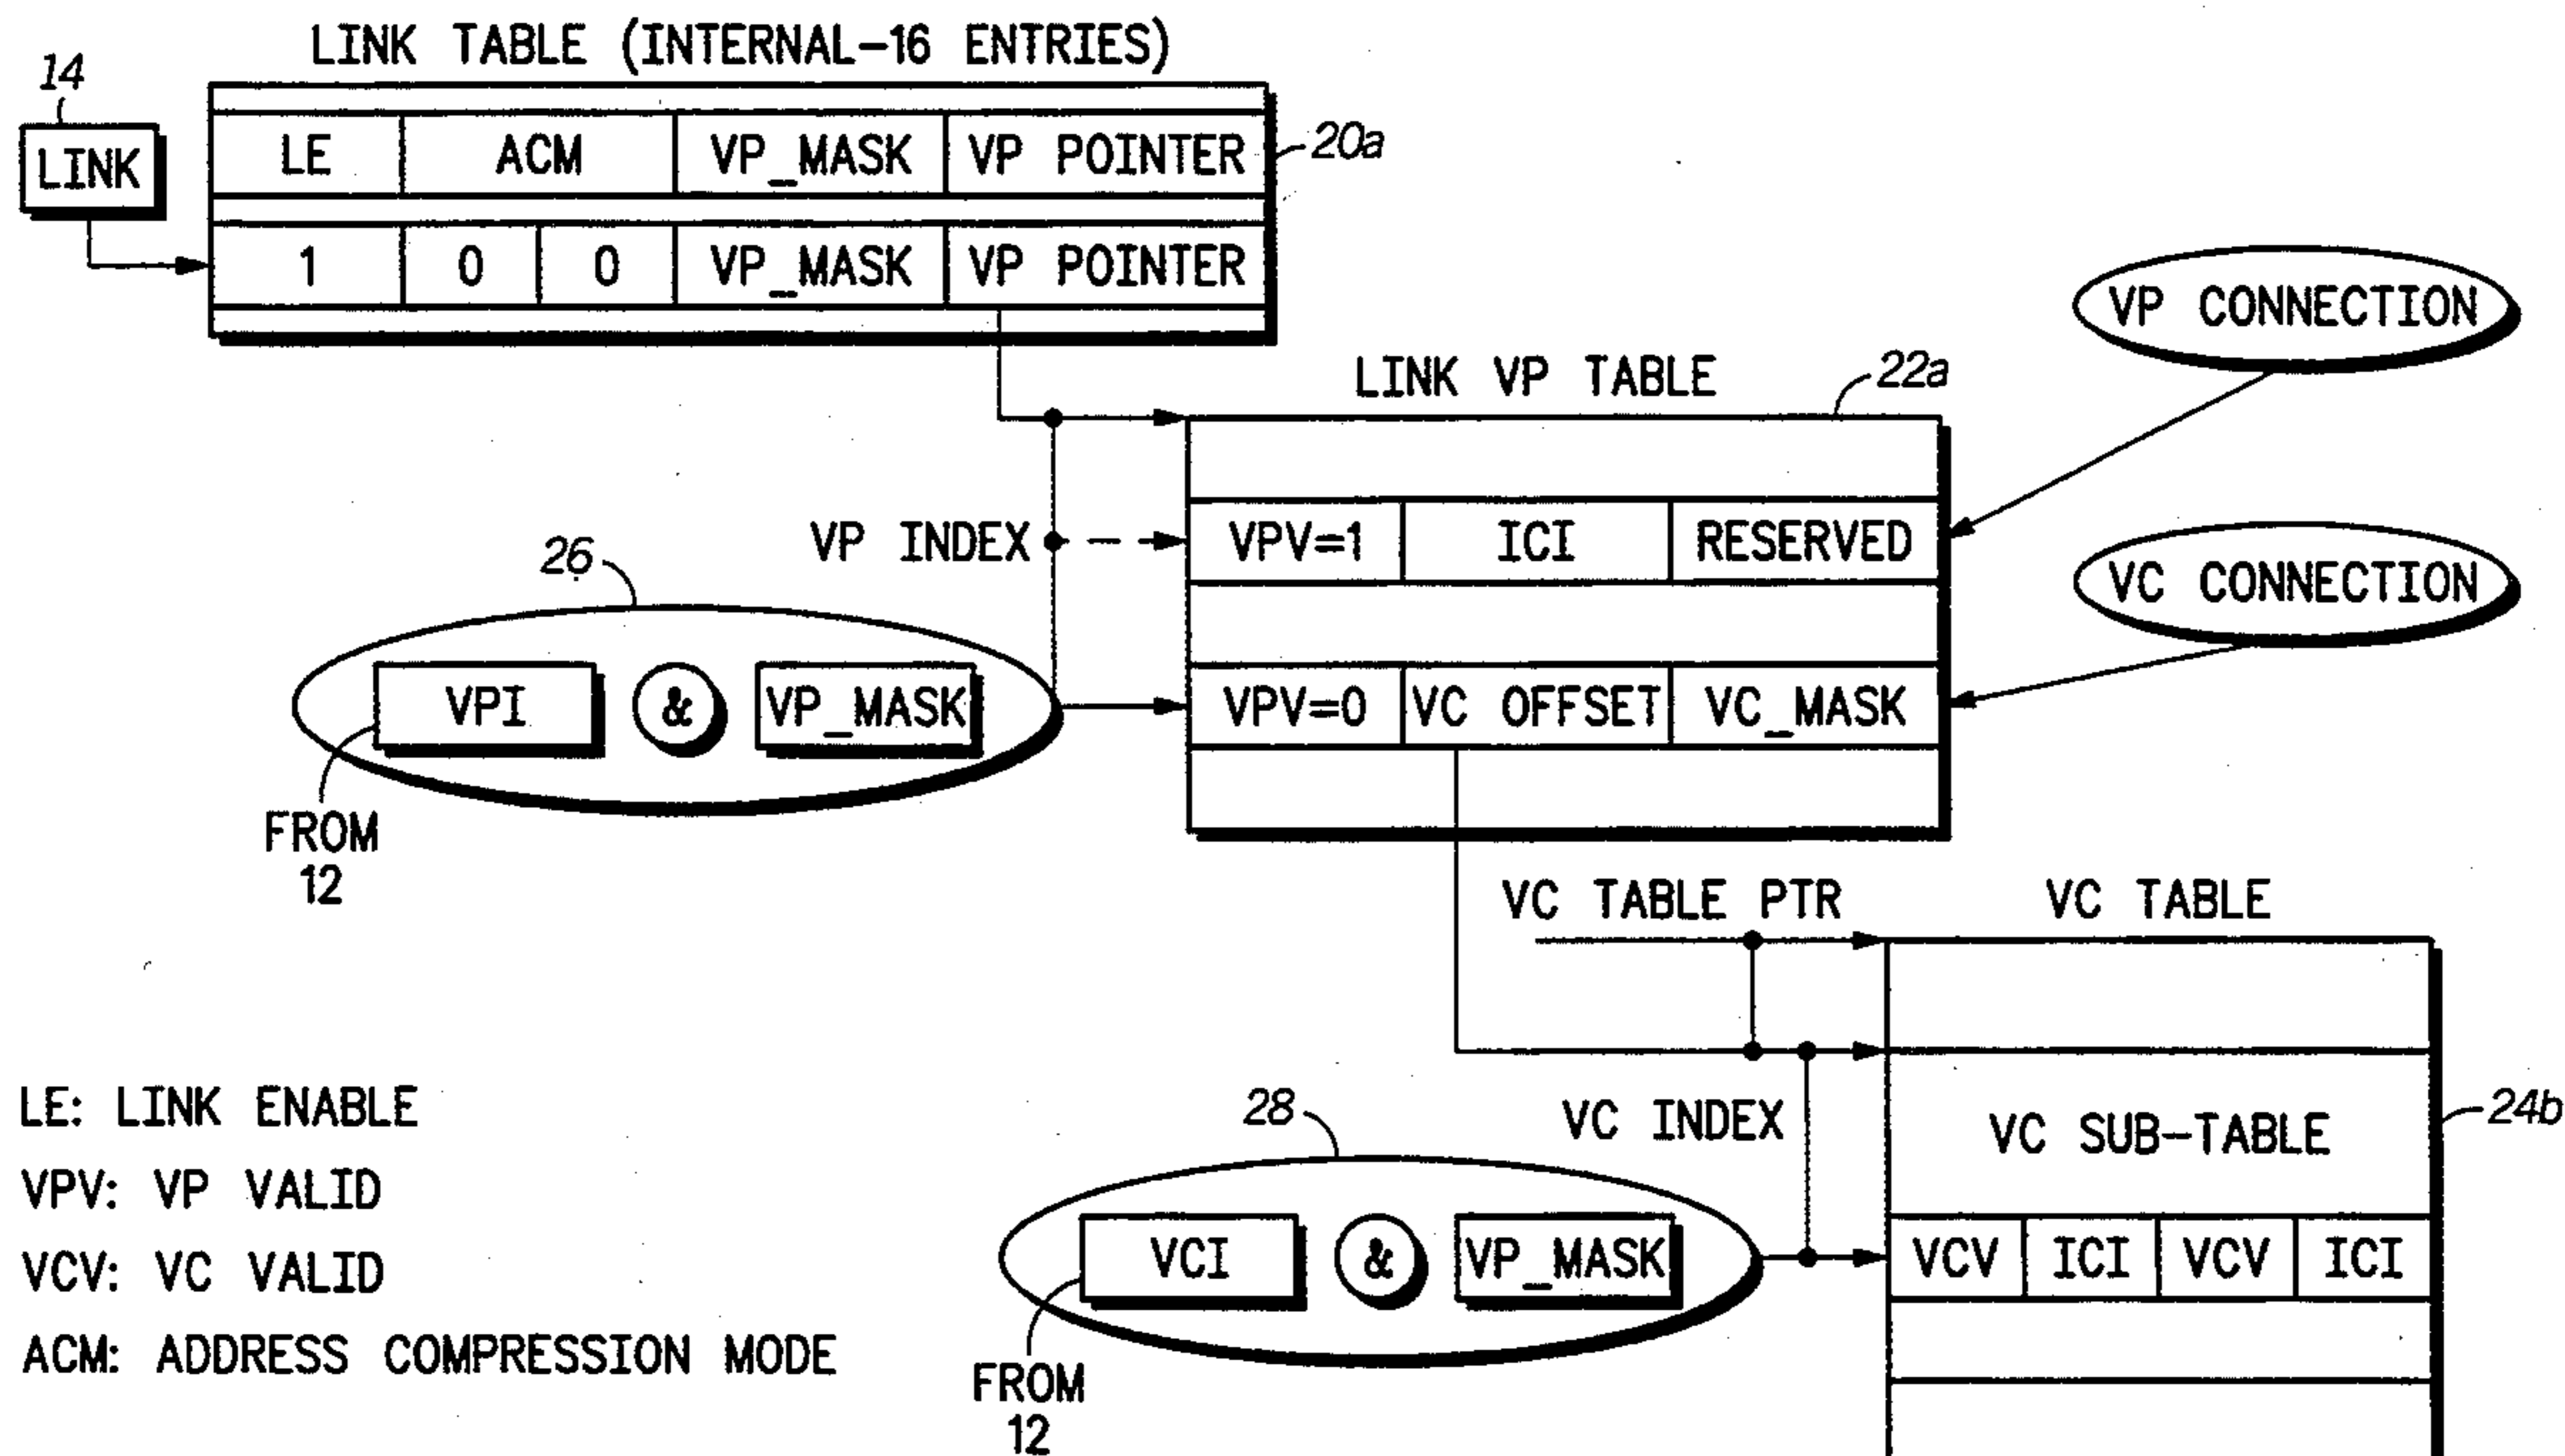 LINK TABLE (INTERNAL-16 ENTRIES)
14
LINK
LE ACM VP_MASK VP POINTER
20a
1 0 0 VP_MASK VP POINTER
VP CONNECTION
LINK VP TABLE
22a
VP INDEX
VPV=1 ICI RESERVED
VC CONNECTION
26
VPI & VP_MASK
VPV=0 VC OFFSET VC_MASK
FROM
12
VC TABLE PTR
VC TABLE
LE: LINK ENABLE
VPV: VP VALID
VCV: VC VALID
ACM: ADDRESS COMPRESSION MODE
28
VC INDEX
VC SUB-TABLE
24b
VCI & VP_MASK
VCV ICI VCV ICI
FROM
12